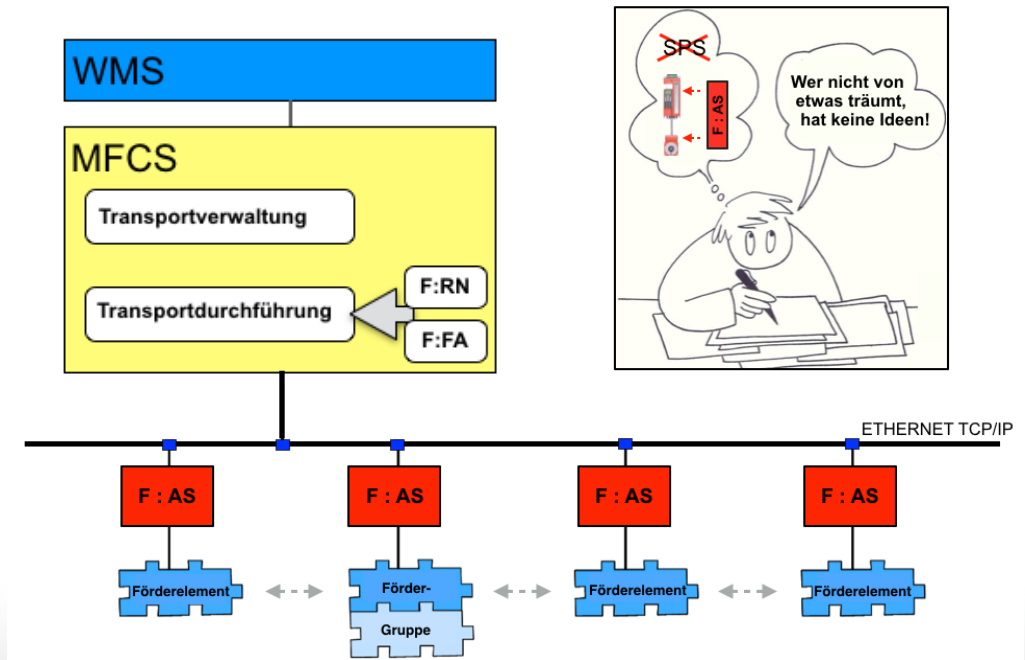 WMS
MFCS
Transportverwaltung
Transportdurchführung
F:RN
F:FA
SPS
F : AS
Wer nicht von
etwas träumt,
hat keine Ideen!
ETHERNET TCP/IP
F : AS
F : AS
F : AS
F : AS
Förderelement
Förder-
Gruppe
Förderelement
Förderelement